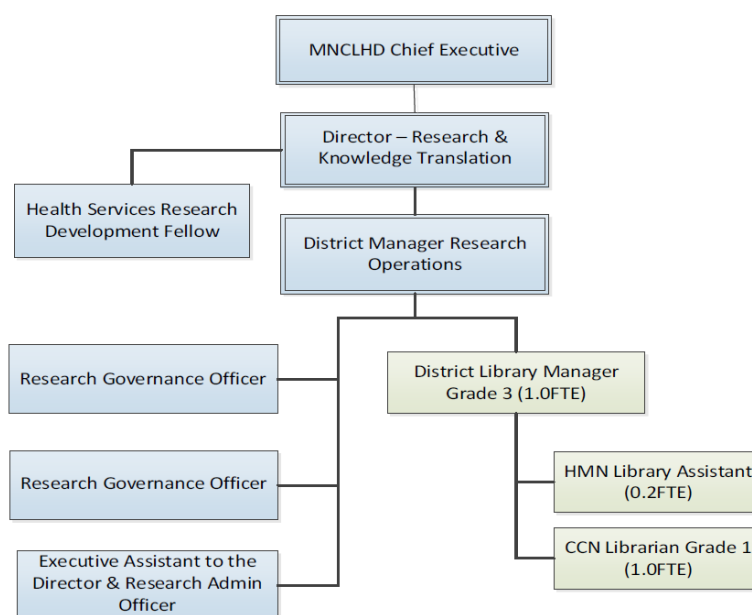 MNCLHD Chief Executive
Director – Research &
Knowledge Translation
Health Services Research
Development Fellow
District Manager Research
Operations
Research Governance Officer
District Library Manager
Grade 3 (1.0FTE)
HMN Library Assistant
(0.2FTE)
Research Governance Officer
CCN Librarian Grade 1
(1.0FTE)
Executive Assistant to the
Director & Research Admin
Officer